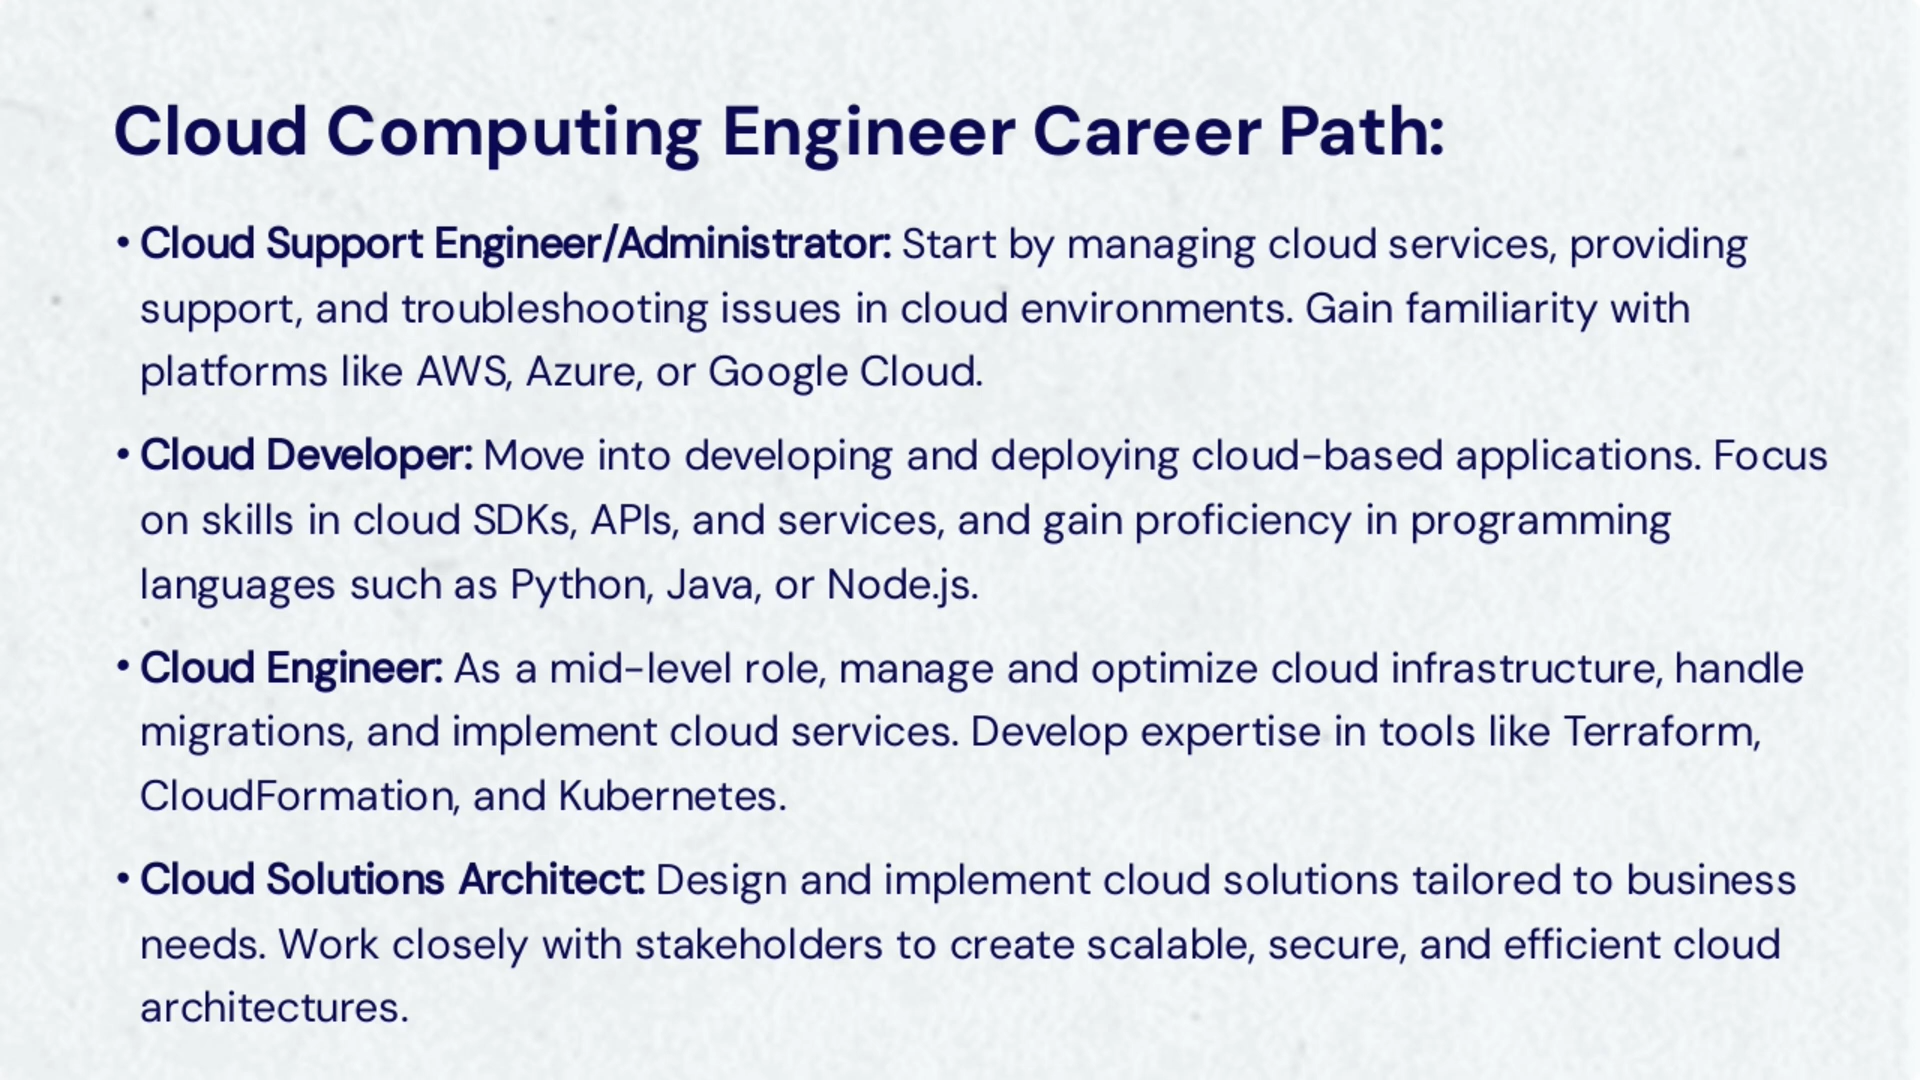 Cloud Computing Engineer Career Path:
• Cloud Support Engineer/Administrator: Start by managing cloud services, providing
support, and troubleshooting issues in cloud environments. Gain familiarity with
platforms like AWS, Azure, or Google Cloud.
• Cloud Developer: Move into developing and deploying cloud-based applications. Focus
on skills in cloud SDKs, APIs, and services, and gain proficiency in programming
languages such as Python, Java, or Node.js.
• Cloud Engineer: As a mid-level role, manage and optimize cloud infrastructure, handle
migrations, and implement cloud services. Develop expertise in tools like Terraform,
CloudFormation, and Kubernetes.
• Cloud Solutions Architect: Design and implement cloud solutions tailored to business
needs. Work closely with stakeholders to create scalable, secure, and efficient cloud
architectures.